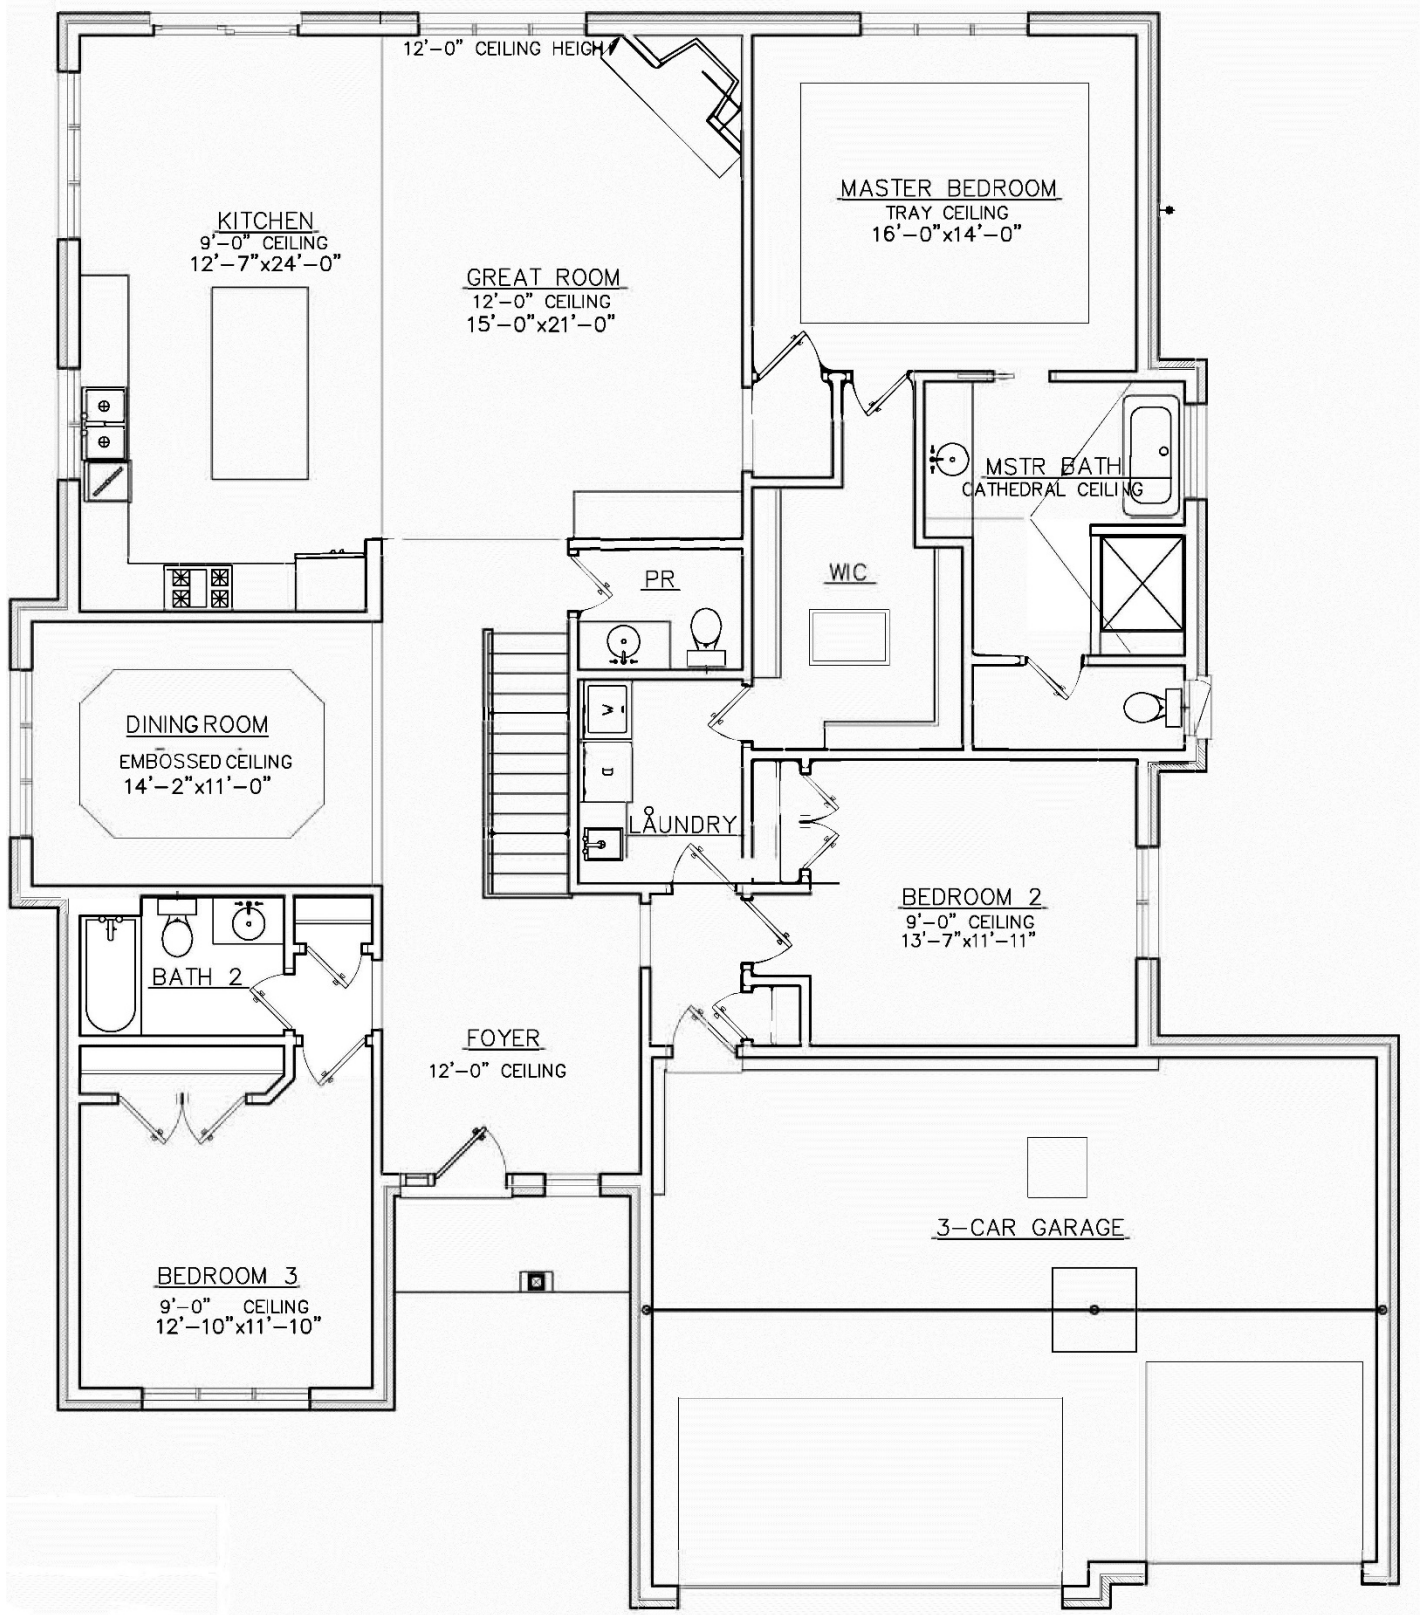 12'-0" CEILING HEIGH
KITCHEN
9'-0" CEILING
12'-7"x24'-0"
GREAT ROOM
12'-0" CEILING
15'-0"x21'-0"
MASTER BEDROOM
TRAY CEILING
16'-0"x14'-0"
MSTR BATH
CATHEDRAL CEILING
WIC
PR
DINING ROOM
EMBOSSED CEILING
14'-2"x11'-0"
W
D
LAUNDRY
BEDROOM 2
9'-0" CEILING
13'-7"x11'-11"
BATH 2
FOYER
12'-0" CEILING
3-CAR GARAGE
BEDROOM 3
9'-0" CEILING
12'-10"x11'-10"